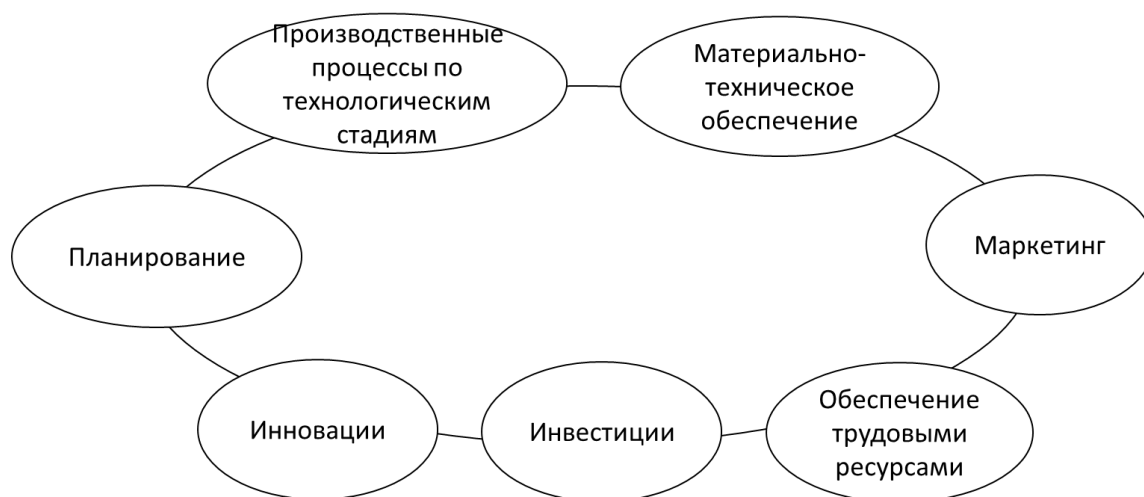 Производственные
процессы по
технологическим
стадиям
Материально-
техническое
обеспечение
Планирование
Маркетинг
Инновации
Инвестиции
Обеспечение
трудовыми
ресурсами